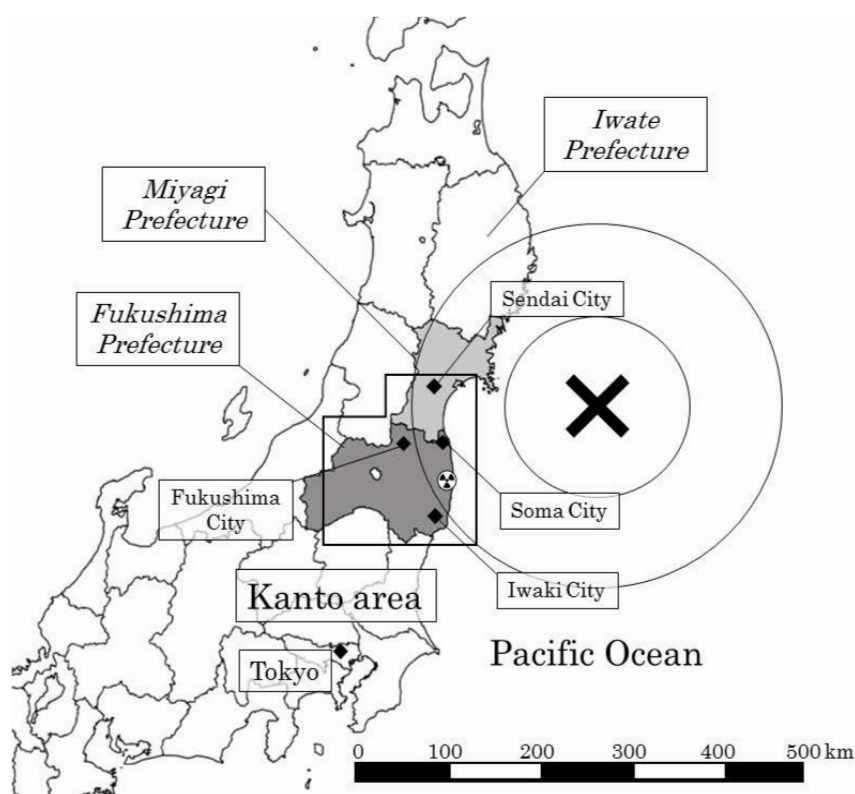 Iwate
Prefecture
Miyagi
Prefecture
Sendai City
Fukushima
Prefecture
Fukushima
City
Soma City
Iwaki City
Kanto area
Pacific Ocean
Tokyo
0 100 200 300 400 500 km